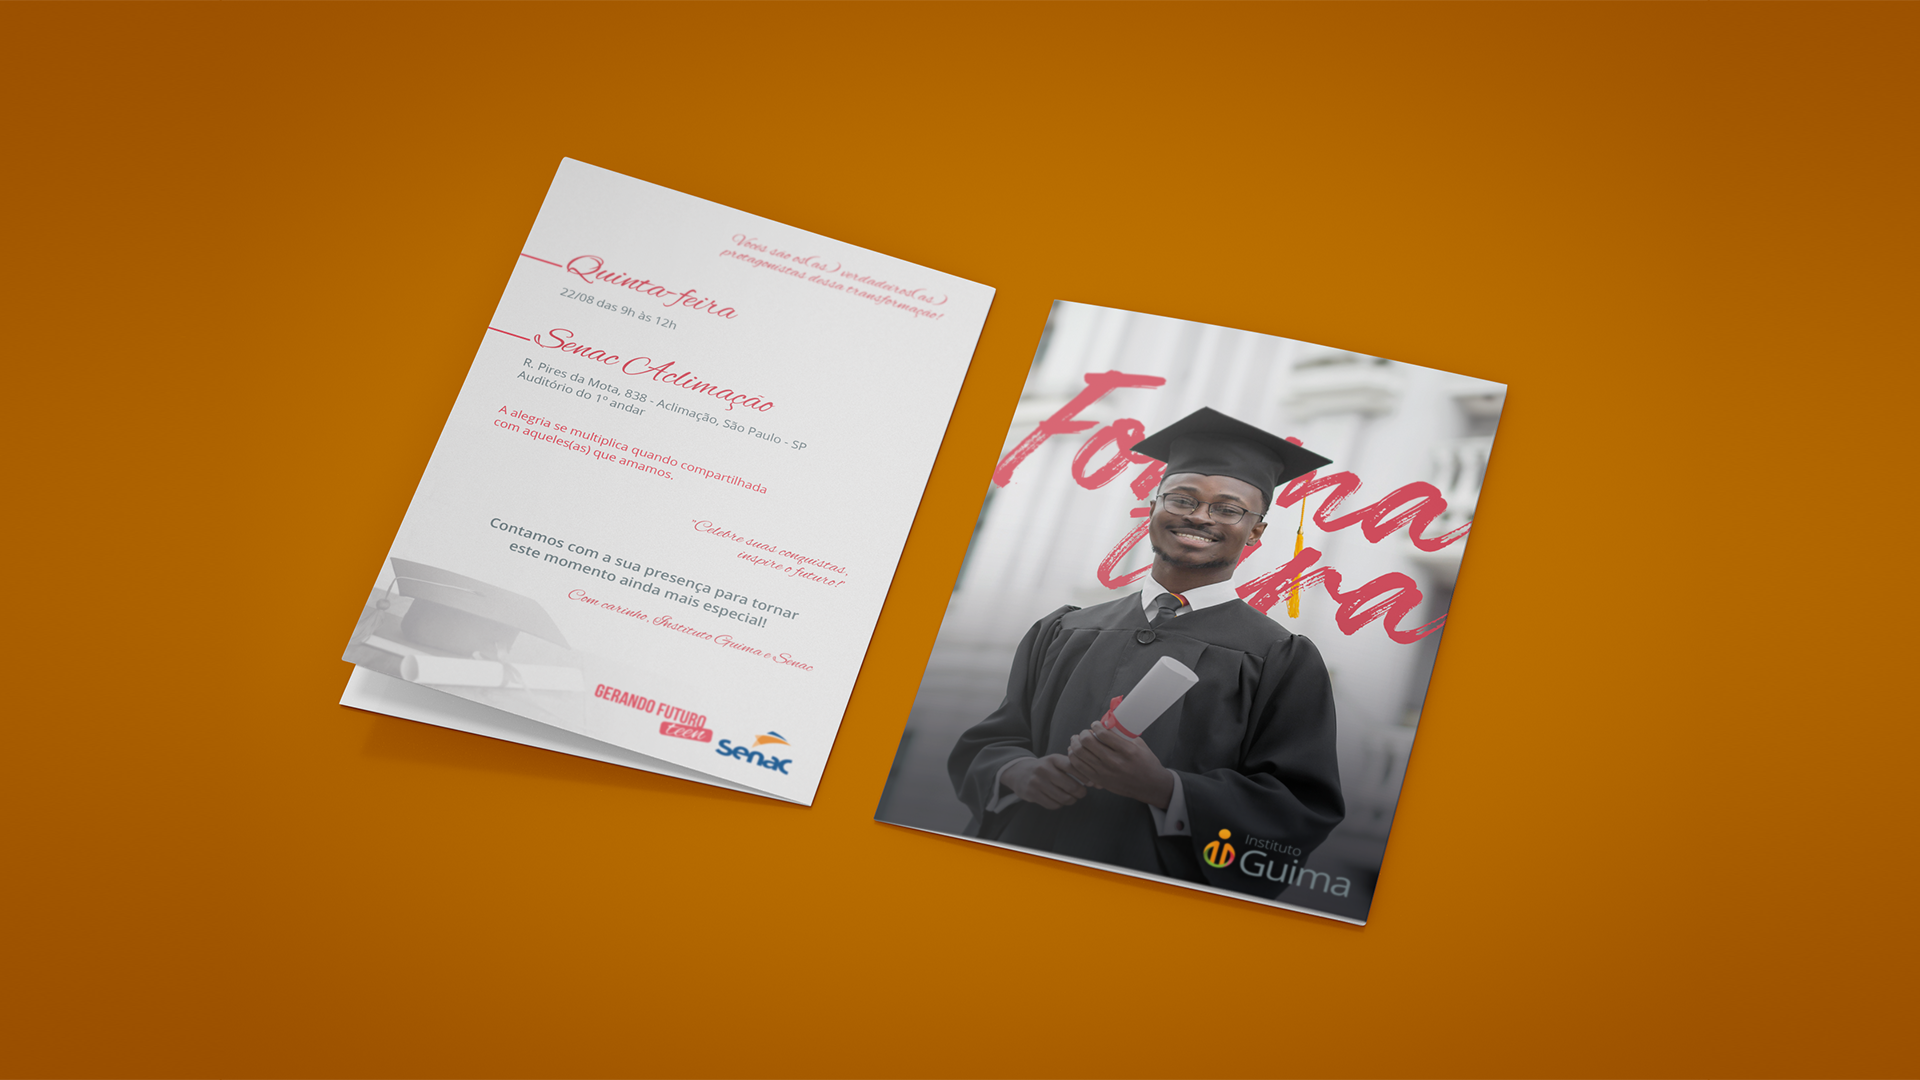 Vocês são os(as) verdadeiros(as)
protagonistas dessa transformação!
Quinta-feira
22/08 das 9h às 12h
Senac Aclimação
R. Pires da Mota, 838 - Aclimação, São Paulo - SP
Auditório do 1º andar
A alegria se multiplica quando compartilhada
com aqueles(as) que amamos.
"Celebre suas conquistas,
inspire o futuro!"
Contamos com a sua presença para tornar
este momento ainda mais especial!
Com carinho, Instituto Guima e Senac
GERANDO FUTURO
teen
senac
Instituto
Guima